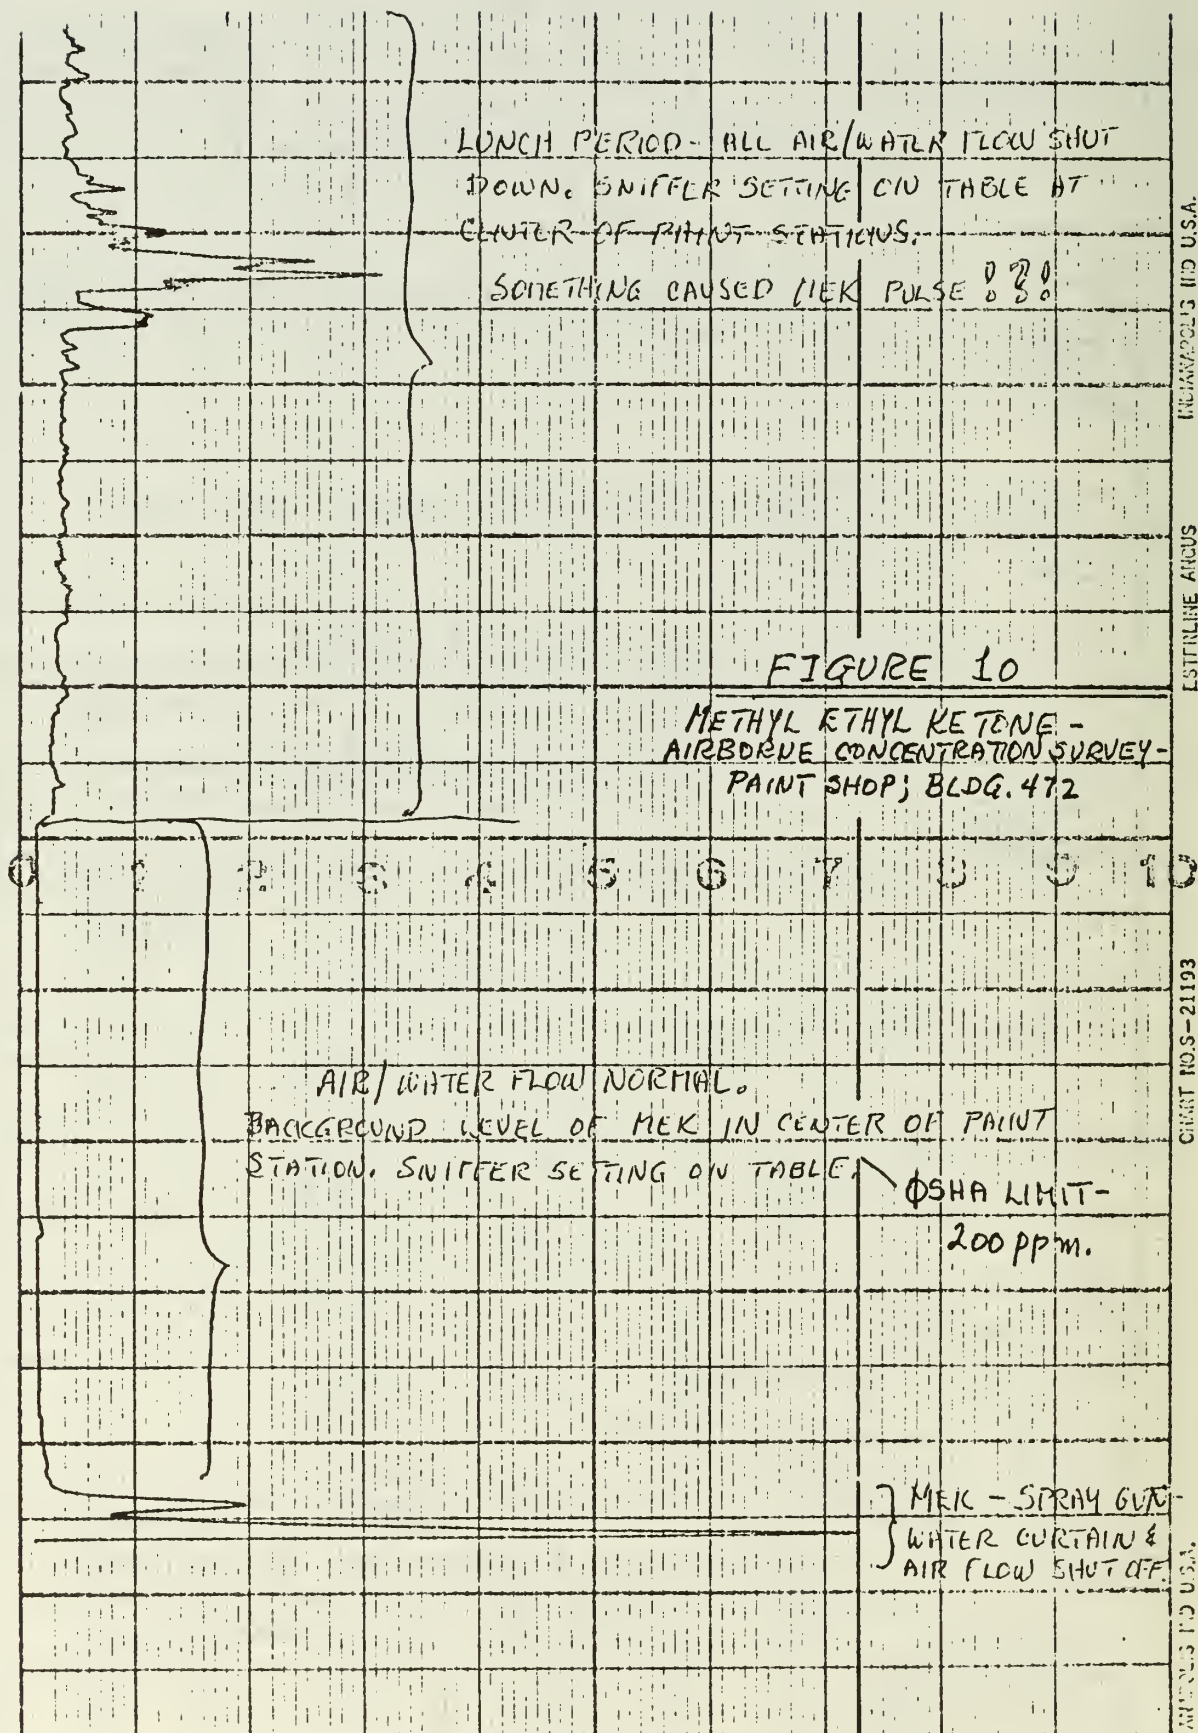 LUNCH PERIOD - ALL AIR/WATER FLOW SHUT
DOWN. SNIFFER SETTING ON TABLE AT
CENTER OF PAINT STATIONS.
SOMETHING CAUSED MEK PULSE !?!
FIGURE 10
METHYL ETHYL KETONE -
AIRBORNE CONCENTRATION SURVEY -
PAINT SHOP; BLDG. 472
0 1 2 3 4 5 6 7 8 9 10
AIR/WATER FLOW NORMAL.
BACKGROUND LEVEL OF MEK IN CENTER OF PAINT
STATION. SNIFFER SETTING ON TABLE.
OSHA LIMIT-
200 ppm.
MEK - SPRAY GUN -
WATER CURTAIN &
AIR FLOW SHUT OFF.
INDIANAPOLIS IND U.S.A.
ESTERLINE ANGUS
CHART NO.S-21193
IND U.S.A.